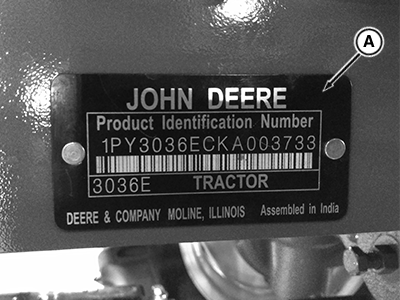 A
JOHN DEERE
Product Identification Number
1PY3036ECKA003733
3036E TRACTOR
DEERE & COMPANY MOLINE, ILLINOIS Assembled in India